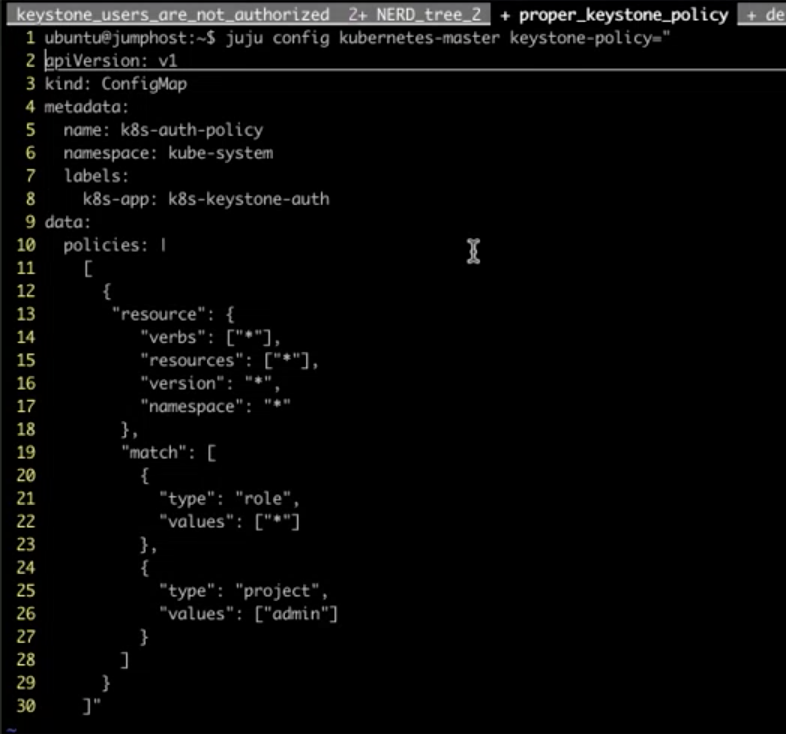 keystone_users_are_not_authorized 2+ NERD_tree_2 + proper_keystone_policy + de
1 ubuntu@jumphost:~$ juju config kubernetes-master keystone-policy="
2 apiVersion: v1
3 kind: ConfigMap
4 metadata:
5   name: k8s-auth-policy
6   namespace: kube-system
7   labels:
8     k8s-app: k8s-keystone-auth
9 data:
10   policies: |
11     [
12       {
13        "resource": {
14           "verbs": ["*"],
15           "resources": ["*"],
16           "version": "*",
17           "namespace": "*"
18         },
19         "match": [
20           {
21             "type": "role",
22             "values": ["*"]
23           },
24           {
25             "type": "project",
26             "values": ["admin"]
27           }
28         ]
29       }
30     ]"
~